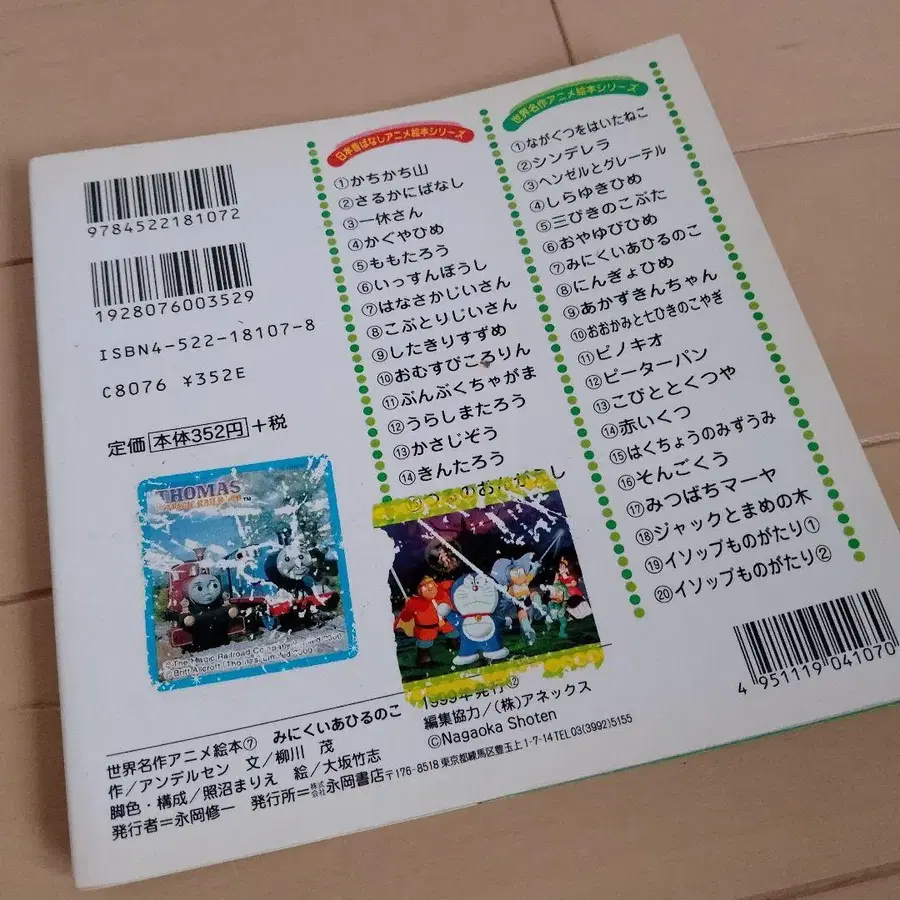 9784522181072
1928076003529
ISBN4-522-18107-8
C8076 ¥352E
定価 本体352円 +税
日本昔ばなしアニメ絵本シリーズ
①かちかち山
②さるかにばなし
③一休さん
④かぐやひめ
⑤ももたろう
⑥いっすんぼうし
⑦はなさかじいさん
⑧こぶとりじいさん
⑨したきりすずめ
⑩おむすびころりん
⑪ぶんぶくちゃがま
⑫うらしまたろう
⑬かさじぞう
⑭きんたろう
世界名作アニメ絵本シリーズ
①ながぐつをはいたねこ
②シンデレラ
③ヘンゼルとグレーテル
④しらゆきひめ
⑤三びきのこぶた
⑥おやゆびひめ
⑦みにくいあひるのこ
⑧にんぎょひめ
⑨あかずきんちゃん
⑩おおかみと七ひきのこやぎ
⑪ピノキオ
⑫ピーターパン
⑬こびととくつや
⑭赤いくつ
⑮はくちょうのみずうみ
⑯そんごくう
⑰みつばちマーヤ
⑱ジャックとまめの木
⑲イソップものがたり①
⑳イソップものがたり②
THOMAS
©The Magic Railroad Company
©Britt Allcroft (Thomas) Limited 2000
4951119041070
世界名作アニメ絵本⑦ みにくいあひるのこ
作/アンデルセン 文/柳川 茂
脚色・構成/照沼まりえ 絵/大坂竹志
発行者=永岡修一 発行所=株式会社永岡書店〒176-8518 東京都練馬区豊玉上1-7-14 TEL03(3992)5155
1999年発行⑫
編集協力/(株)アネックス
©Nagaoka Shoten